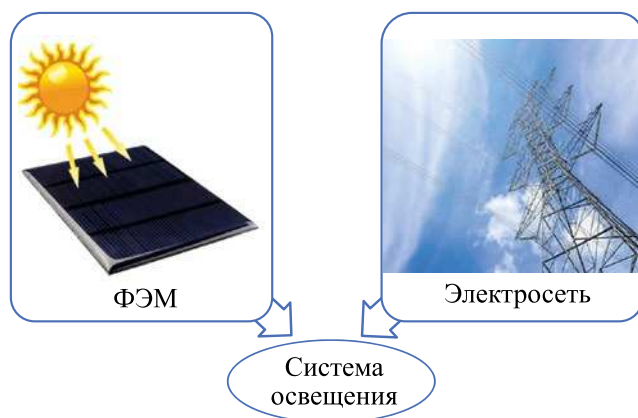 ФЭМ
Электросеть
Система
освещения